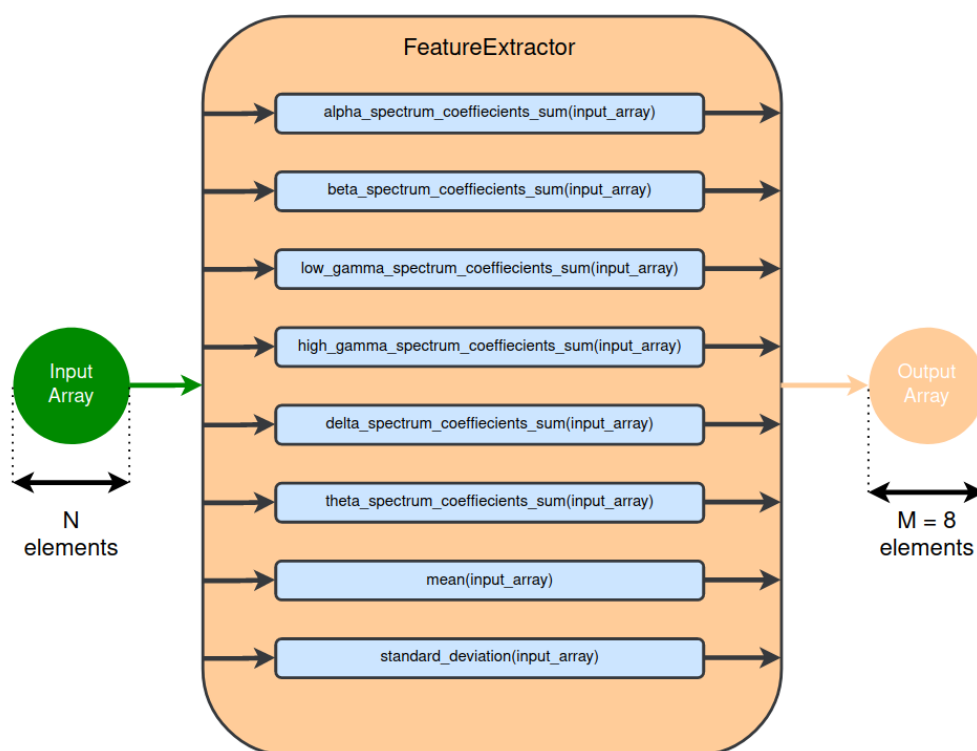 FeatureExtractor
alpha_spectrum_coeffiecients_sum(input_array)
beta_spectrum_coeffiecients_sum(input_array)
low_gamma_spectrum_coeffiecients_sum(input_array)
high_gamma_spectrum_coeffiecients_sum(input_array)
delta_spectrum_coeffiecients_sum(input_array)
theta_spectrum_coeffiecients_sum(input_array)
mean(input_array)
standard_deviation(input_array)
Input
Array
N
elements
Output
Array
M = 8
elements